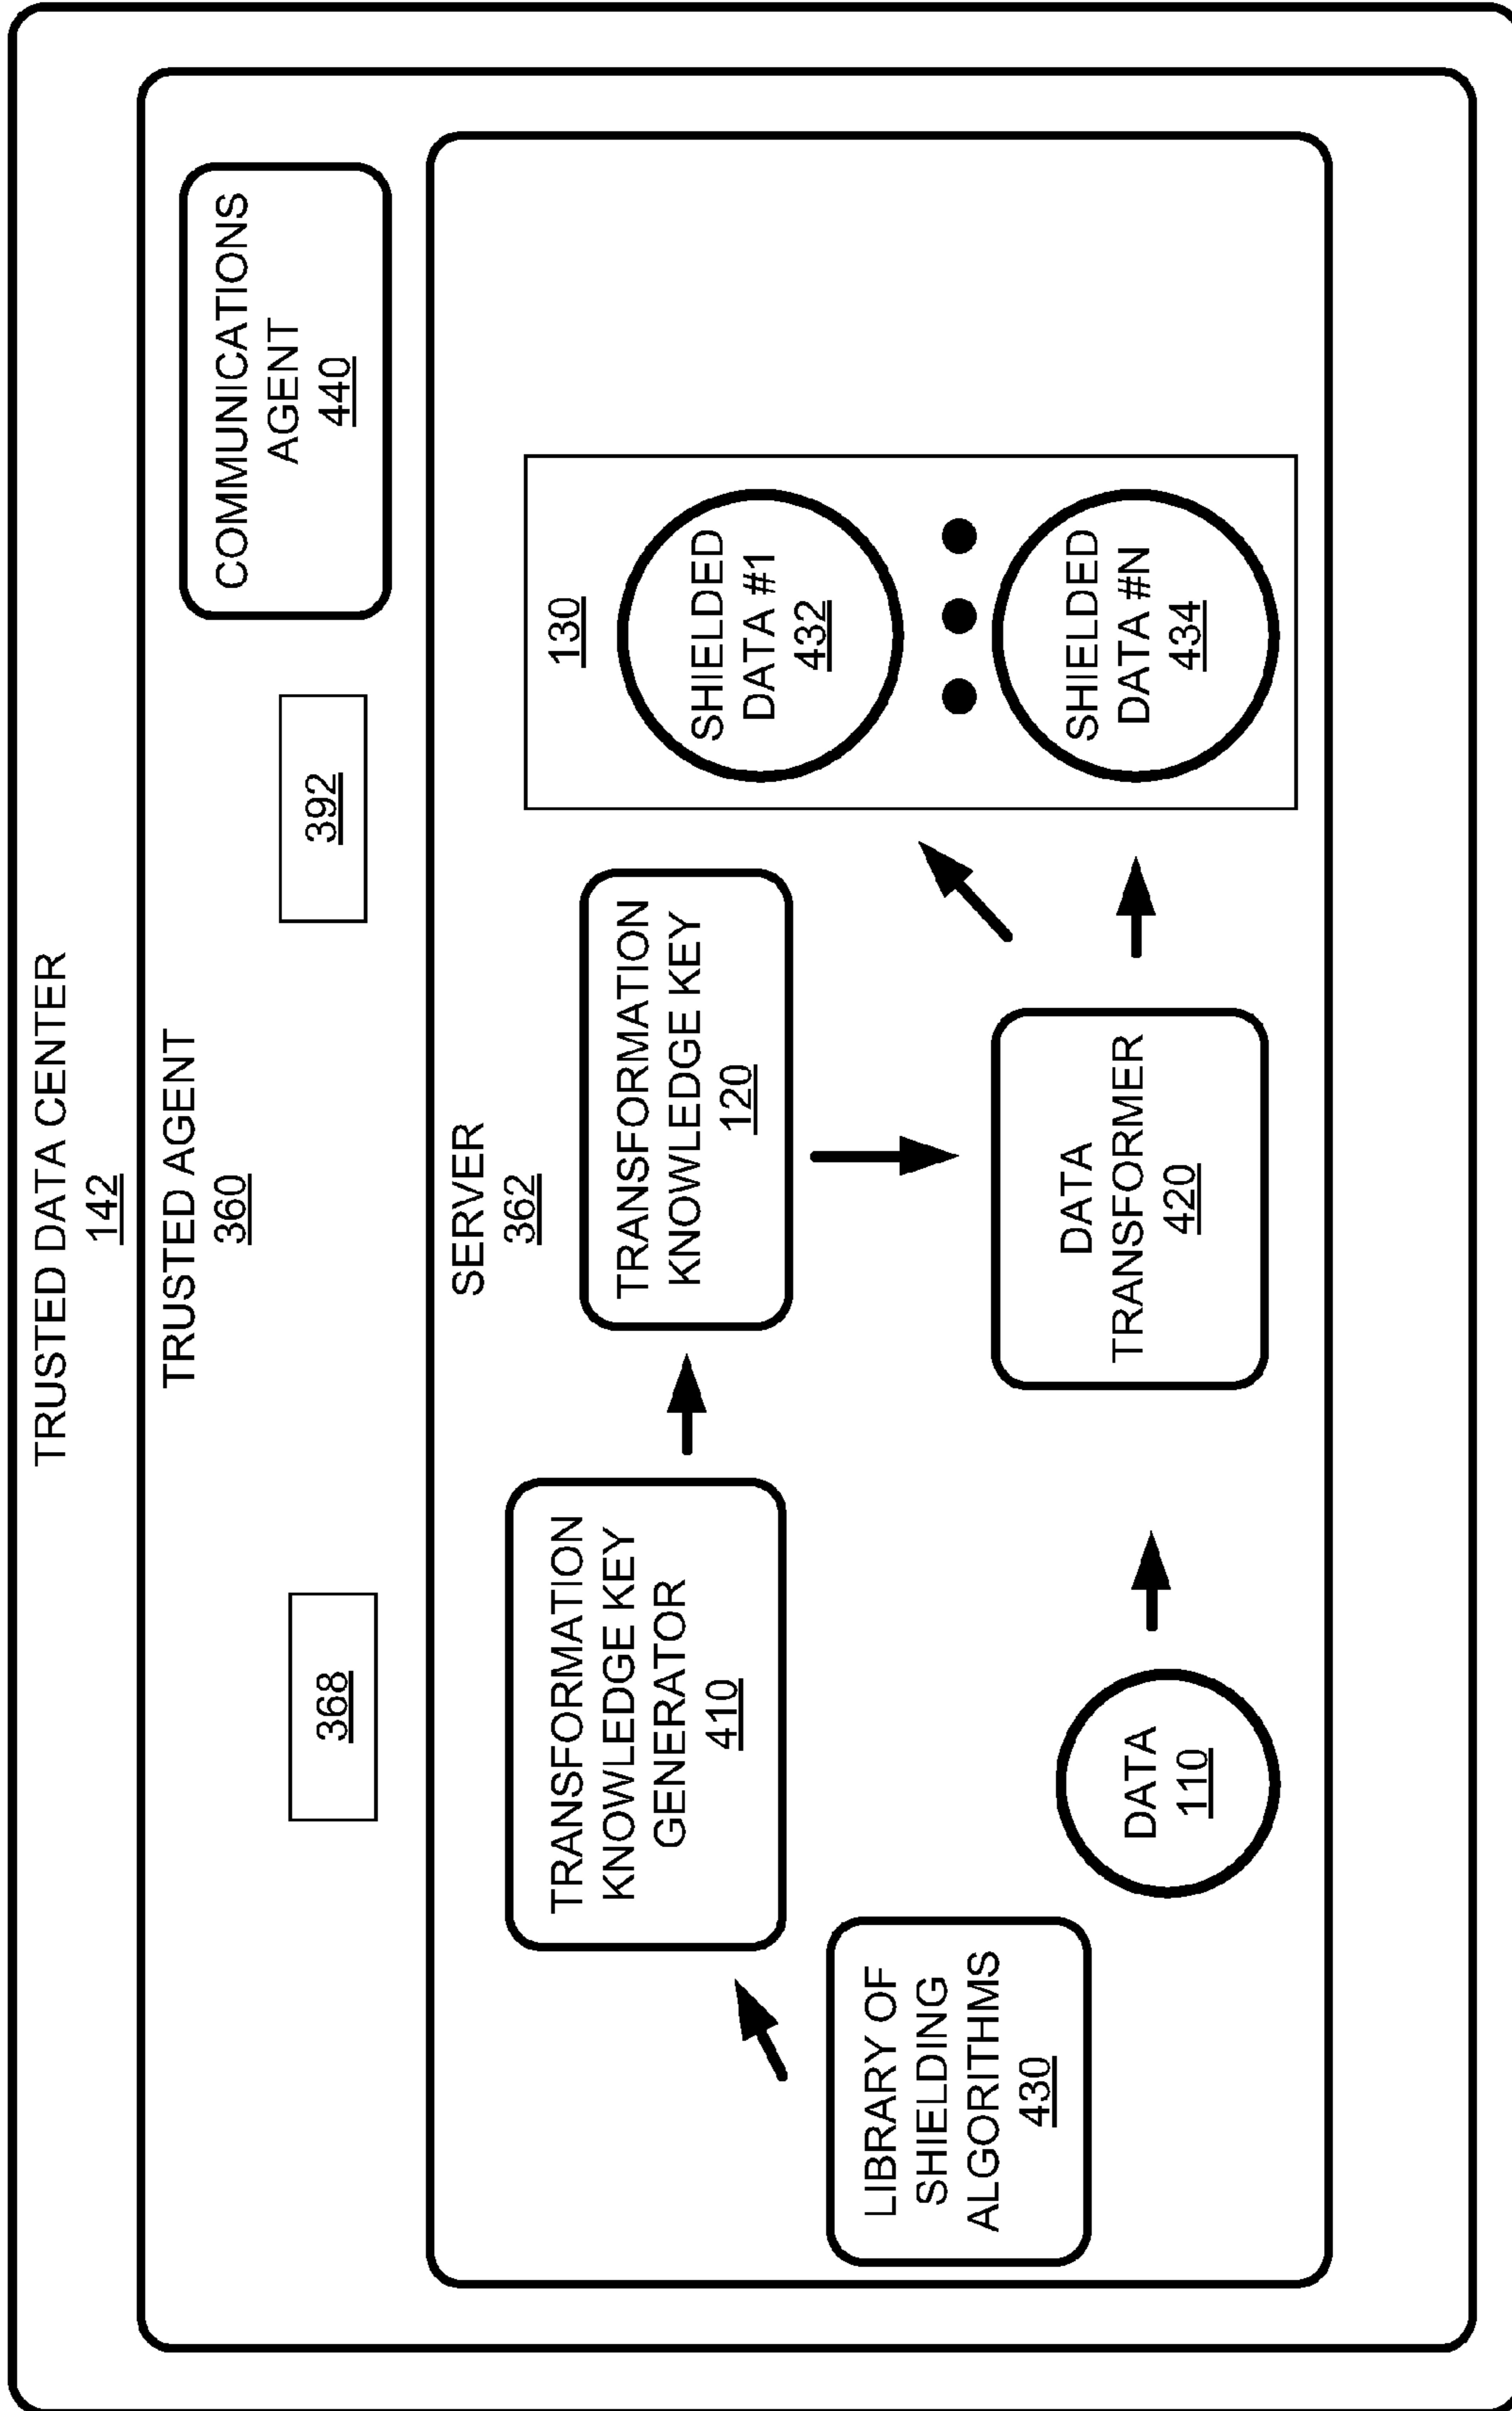 TRUSTED DATA CENTER
142
TRUSTED AGENT
360
368
392
COMMUNICATIONS
AGENT
440
SERVER
362
TRANSFORMATION
KNOWLEDGE KEY
GENERATOR
410
TRANSFORMATION
KNOWLEDGE KEY
120
130
SHIELDED
DATA #1
432
LIBRARY OF
SHIELDING
ALGORITHMS
430
DATA
110
DATA
TRANSFORMER
420
SHIELDED
DATA #N
434